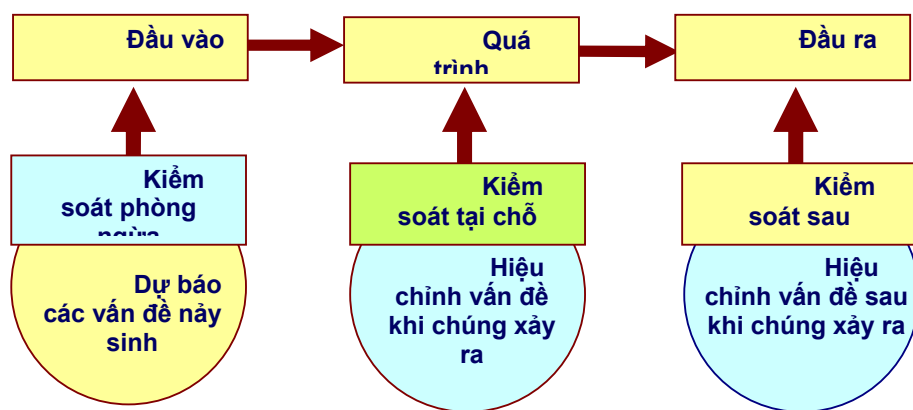 Đầu vào
Quá
trình
Đầu ra
Kiểm
soát phòng
ngừa
Kiểm
soát tại chỗ
Kiểm
soát sau
Dự báo
các vấn đề nảy
sinh
Hiệu
chỉnh vấn đề
khi chúng xảy
ra
Hiệu
chỉnh vấn đề sau
khi chúng xảy ra